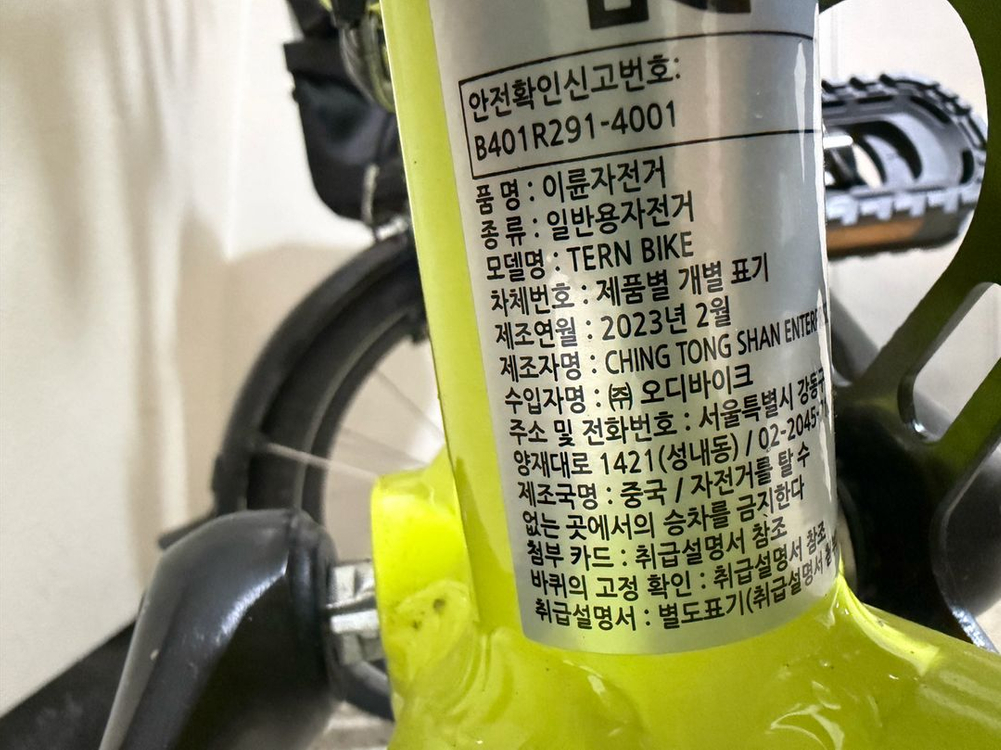 안전확인신고번호:
B401R291-4001
품 명 : 이륜자전거
종 류 : 일반용자전거
모델명 : TERN BIKE
차체번호 : 제품별 개별 표기
제조연월 : 2023년 2월
제조자명 : CHING TONG SHAN
수입자명 : ㈜ 오디바이크
주소 및 전화번호 : 서울특별시 강동구
양재대로 1421(성내동) / 02-2045-
제조국명 : 중국 / 자전거를 탈 수
없는 곳에서의 승차를 금지한다
첨부 카드 : 취급설명서 참조
바퀴의 고정 확인 : 취급설명서 참조
취급설명서 : 별도표기(취급설명서